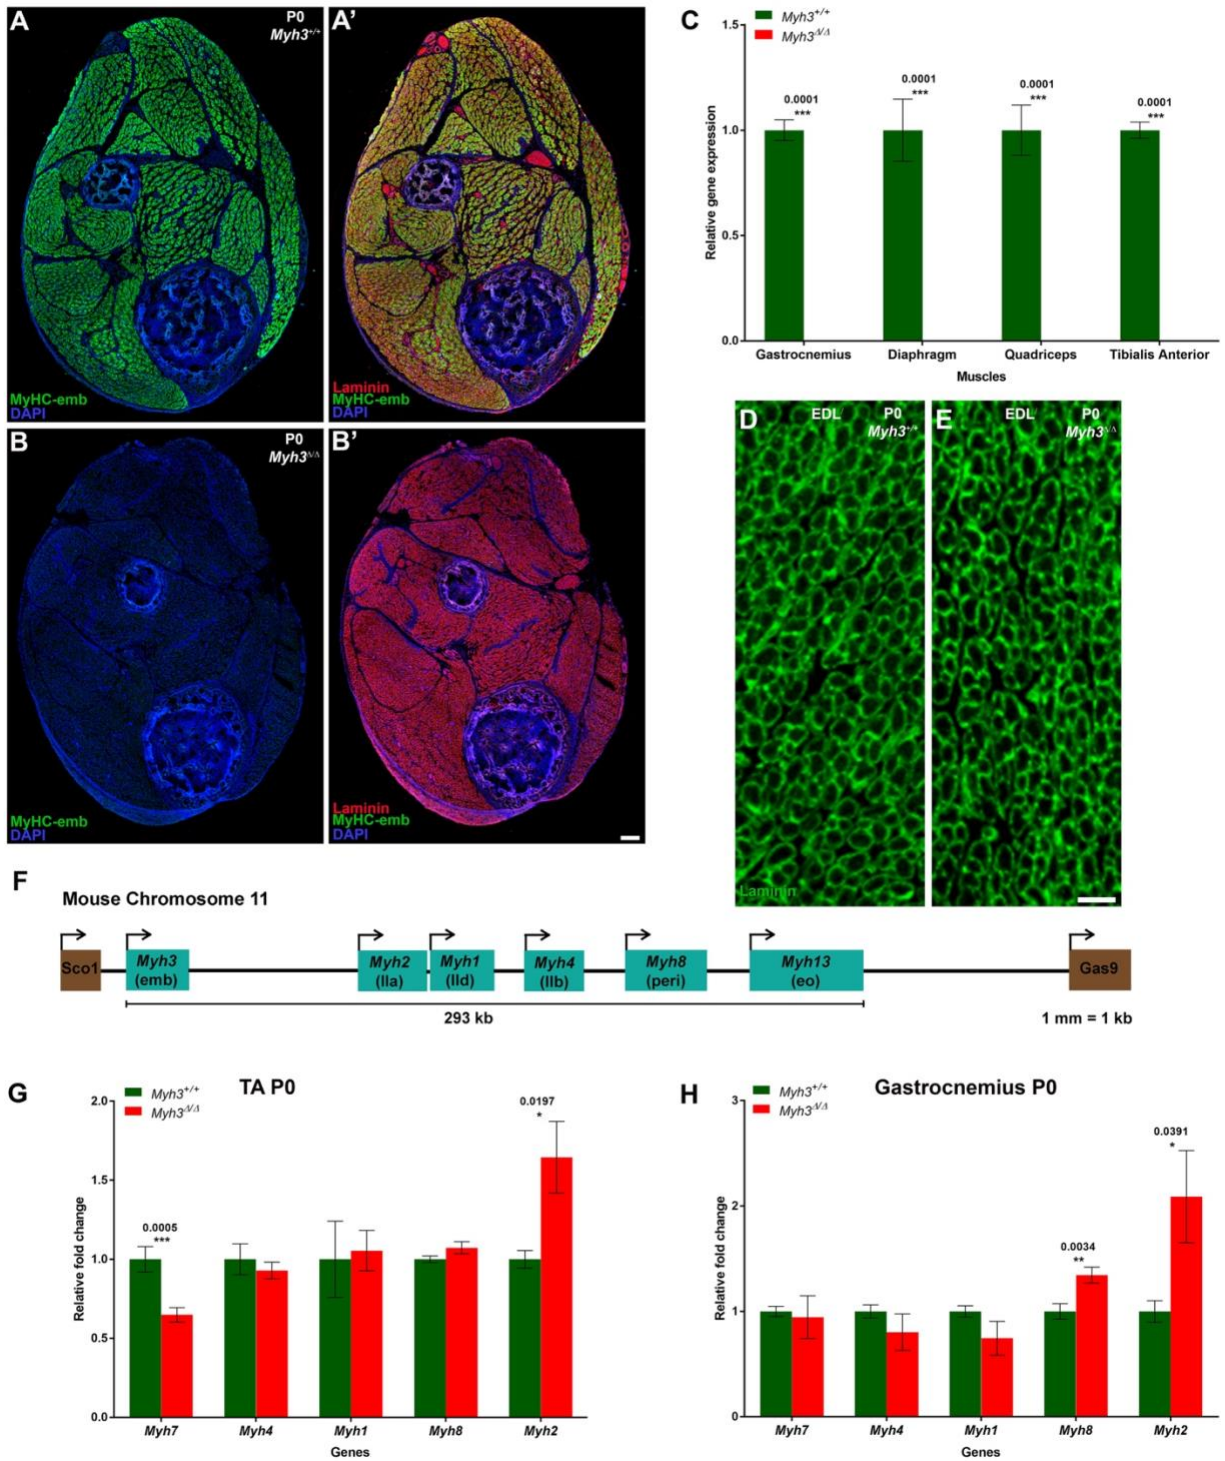 A
P0
Myh3+/+
MyHC-emb
DAPI
A'
Laminin
MyHC-emb
DAPI
B
P0
Myh3Δ/Δ
MyHC-emb
DAPI
B'
Laminin
MyHC-emb
DAPI
C
Myh3+/+
Myh3Δ/Δ
Relative gene expression
1.5
1.0
0.5
0.0
0.0001
***
0.0001
***
0.0001
***
0.0001
***
Gastrocnemius Diaphragm Quadriceps Tibialis Anterior
Muscles
D
EDL P0
Myh3+/+
Laminin
E
EDL P0
Myh3Δ/Δ
F
Mouse Chromosome 11
Sco1
Myh3
(emb)
Myh2
(IIa)
Myh1
(IId)
Myh4
(IIb)
Myh8
(peri)
Myh13
(eo)
Gas9
293 kb
1 mm = 1 kb
G
Myh3+/+
Myh3Δ/Δ
TA P0
Relative fold change
2.0
1.5
1.0
0.5
0.0
0.0005
***
0.0197
*
Myh7 Myh4 Myh1 Myh8 Myh2
Genes
H
Myh3+/+
Myh3Δ/Δ
Gastrocnemius P0
Relative fold change
3
2
1
0
0.0034
**
0.0391
*
Myh7 Myh4 Myh1 Myh8 Myh2
Genes